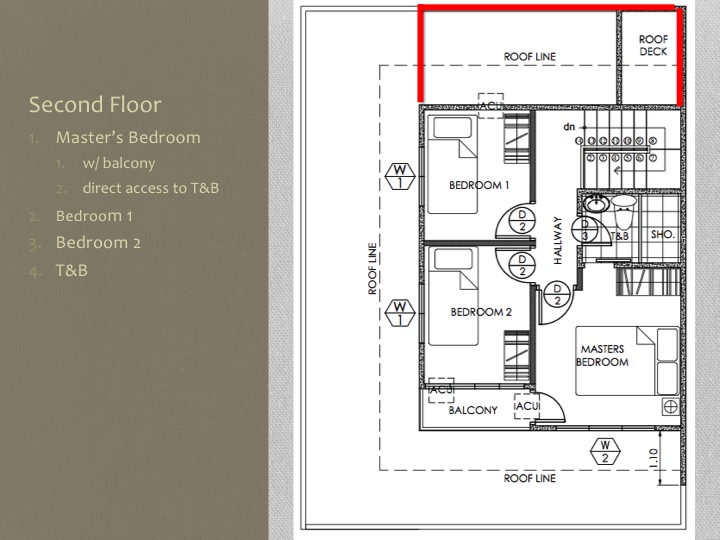 Second Floor
1. Master's Bedroom
1. w/ balcony
2. direct access to T&B
2. Bedroom 1
3. Bedroom 2
4. T&B
ROOF LINE
ROOF
DECK
ACU
dn
W
1
BEDROOM 1
D
2
HALLWAY
D
3
T&B
SHO.
ROOF LINE
D
2
D
2
W
1
BEDROOM 2
MASTERS
BEDROOM
ACU
BALCONY
ACU
W
2
1.10
ROOF LINE